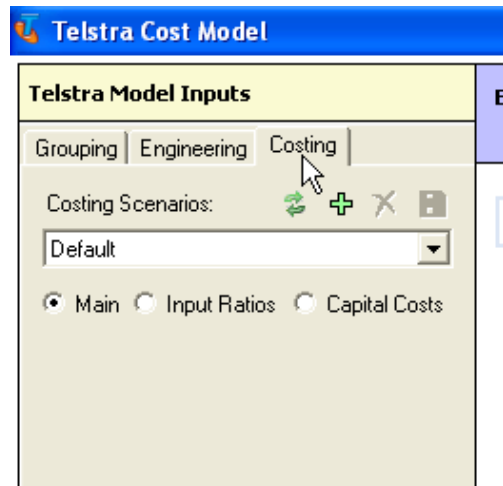 Telstra Cost Model
Telstra Model Inputs
Grouping Engineering Costing
Costing Scenarios:
Default
Main Input Ratios Capital Costs